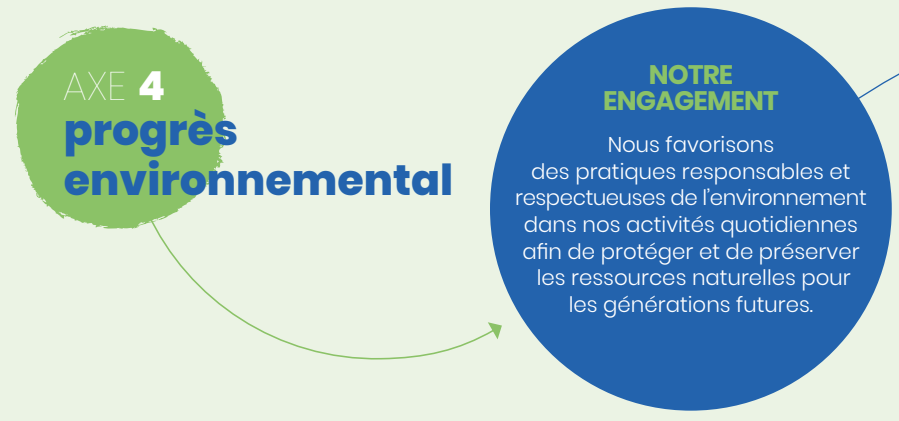 AXE 4
progrès
environnemental
NOTRE
ENGAGEMENT
Nous favorisons
des pratiques responsables et
respectueuses de l'environnement
dans nos activités quotidiennes
afin de protéger et de préserver
les ressources naturelles pour
les générations futures.